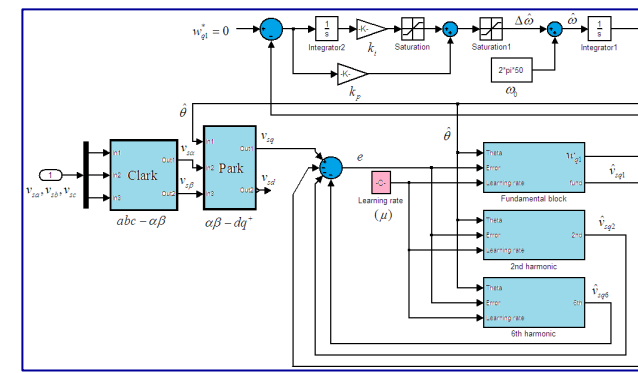 w*q1 = 0
1
s
Integrator2
-K-
ki
Saturation
Saturation1
Δω̂
ω̂
1
s
Integrator1
-K-
kp
2*pi*50
ω0
θ̂
θ̂
1
vsa, vsb, vsc
In1
In2
In3
Clark
Out1
Out2
abc − αβ
vsα
vsβ
In1
In2
In3
Park
Out1
Out2
αβ − dq+
vsq
vsd
e
-C-
Learning rate
(μ)
Theta
Error
Learning rate
fund
Fundamental block
v̂sq1
Theta
Error
Learning rate
2nd
2nd harmonic
v̂sq2
Theta
Error
Learning rate
6th
6th harmonic
v̂sq6